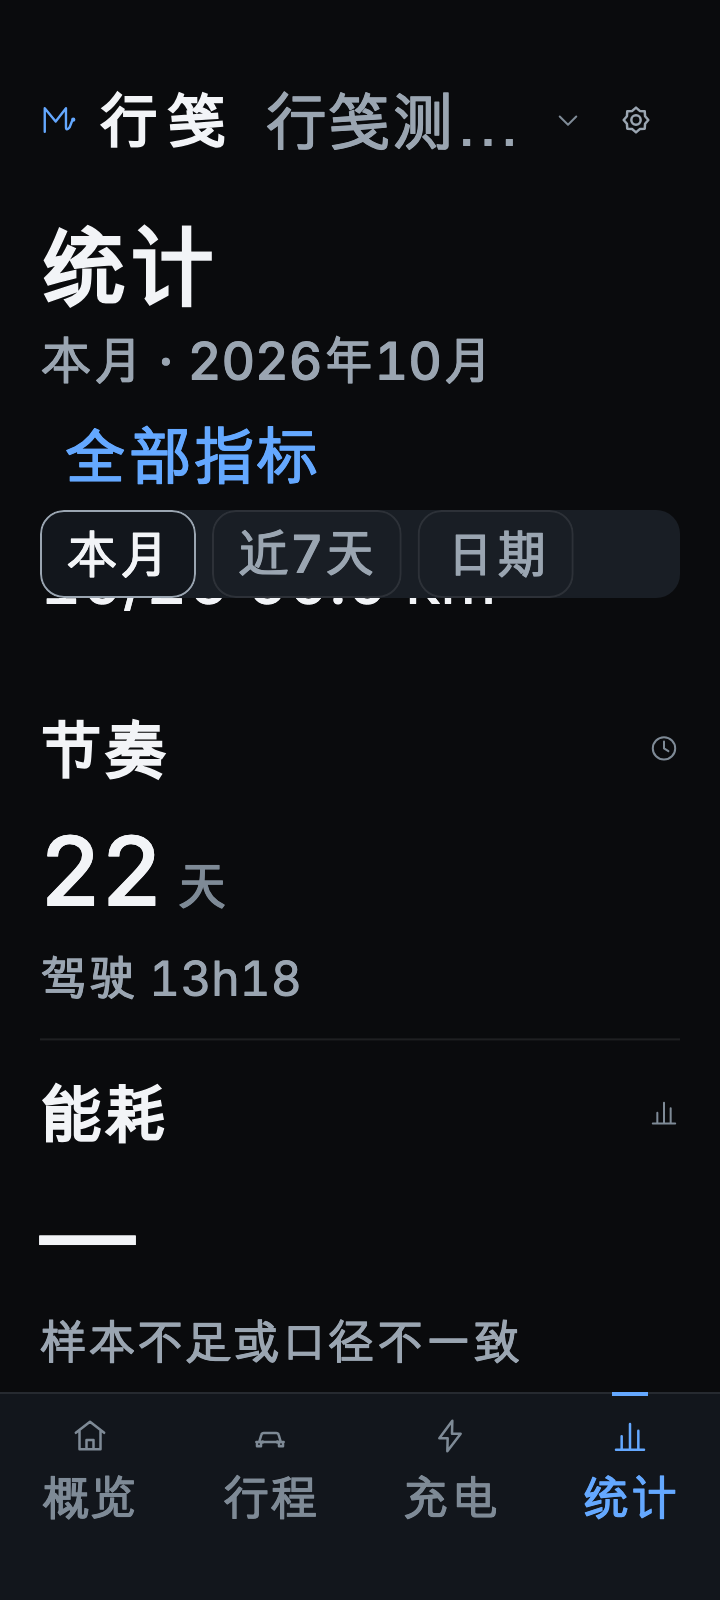 行笺 行笺测...
统计
本月 · 2026年10月
全部指标
本月 近7天 日期
节奏
22 天
驾驶 13h18
能耗
—
样本不足或口径不一致
概览 行程 充电 统计